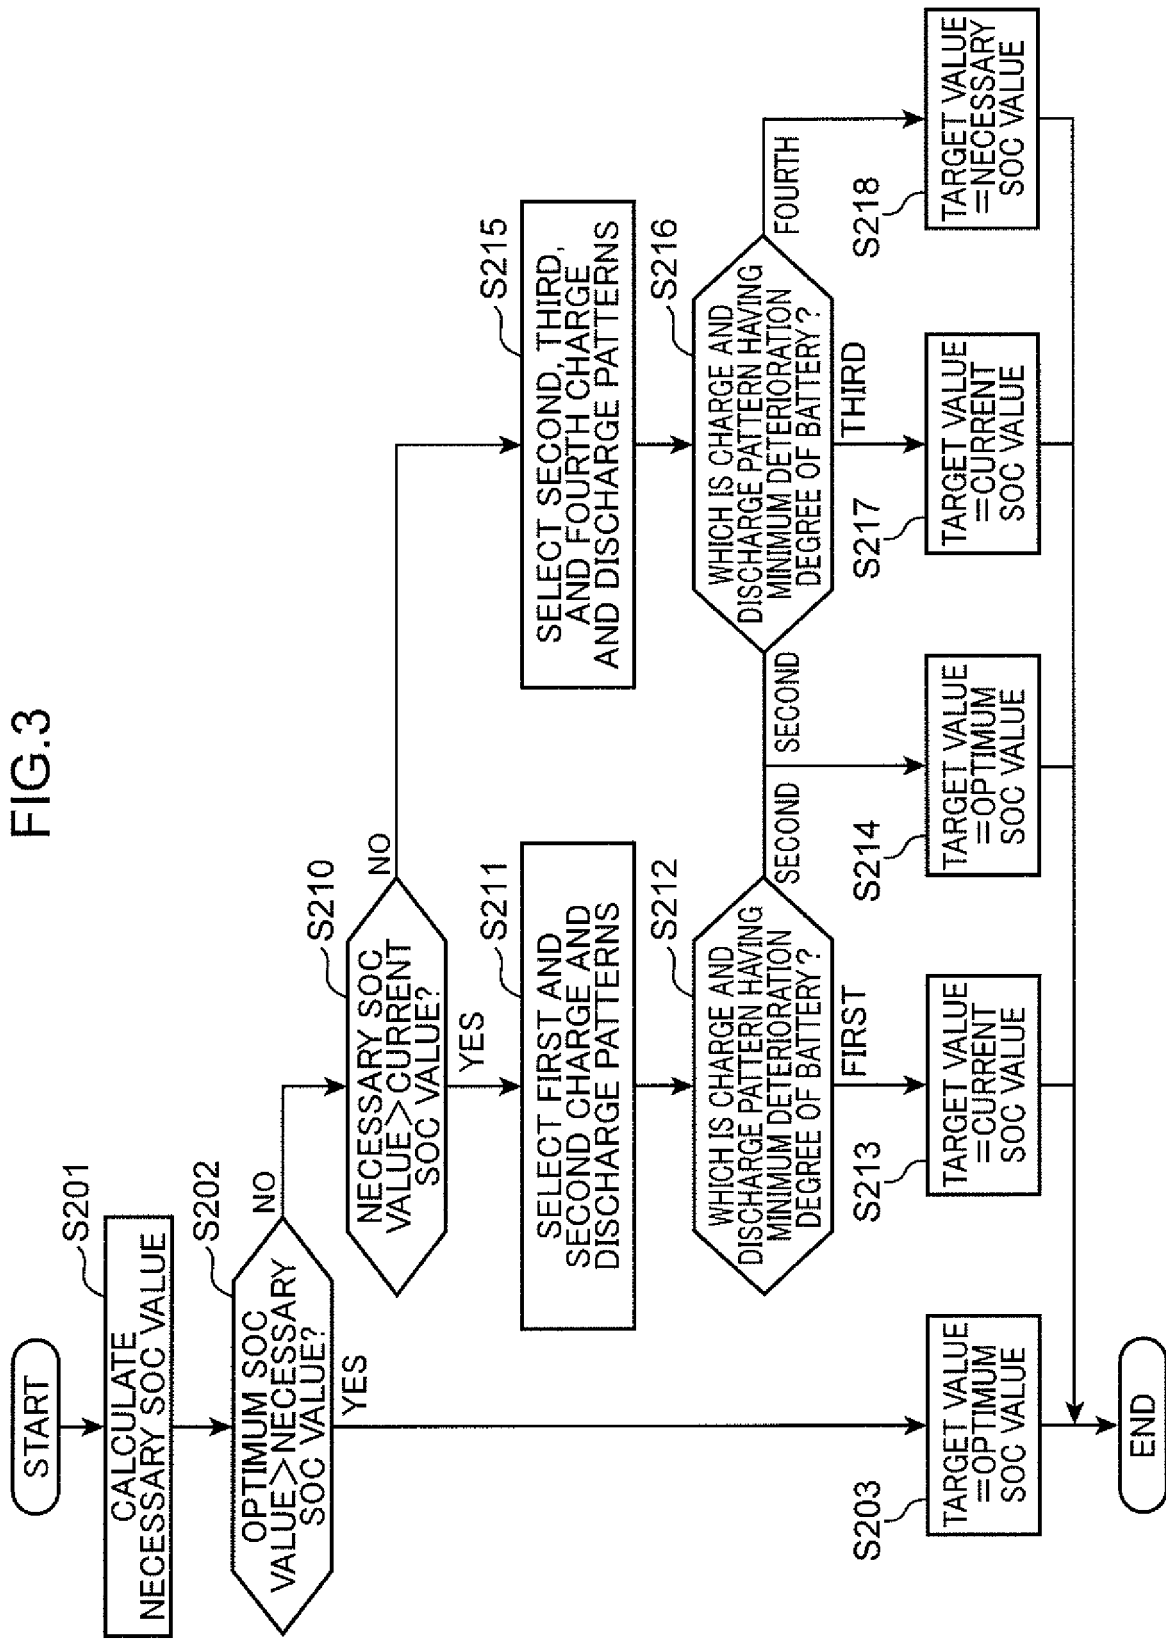 FIG.3
START
S201
CALCULATE
NECESSARY SOC VALUE
S202
OPTIMUM SOC
VALUE>NECESSARY
SOC VALUE?
NO
YES
S210
NECESSARY SOC
VALUE>CURRENT
SOC VALUE?
NO
YES
S211
SELECT FIRST AND
SECOND CHARGE AND
DISCHARGE PATTERNS
S215
SELECT SECOND, THIRD,
AND FOURTH CHARGE
AND DISCHARGE PATTERNS
S212
WHICH IS CHARGE AND
DISCHARGE PATTERN HAVING
MINIMUM DETERIORATION
DEGREE OF BATTERY?
SECOND
FIRST
S216
WHICH IS CHARGE AND
DISCHARGE PATTERN HAVING
MINIMUM DETERIORATION
DEGREE OF BATTERY?
SECOND
THIRD
FOURTH
S203
TARGET VALUE
=OPTIMUM
SOC VALUE
S213
TARGET VALUE
=CURRENT
SOC VALUE
S214
TARGET VALUE
=OPTIMUM
SOC VALUE
S217
TARGET VALUE
=CURRENT
SOC VALUE
S218
TARGET VALUE
=NECESSARY
SOC VALUE
END